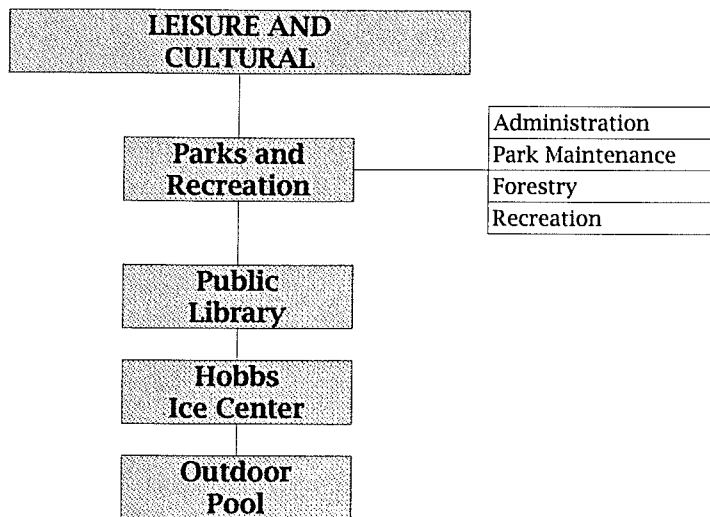 LEISURE AND
CULTURAL
Parks and
Recreation
Administration
Park Maintenance
Forestry
Recreation
Public
Library
Hobbs
Ice Center
Outdoor
Pool